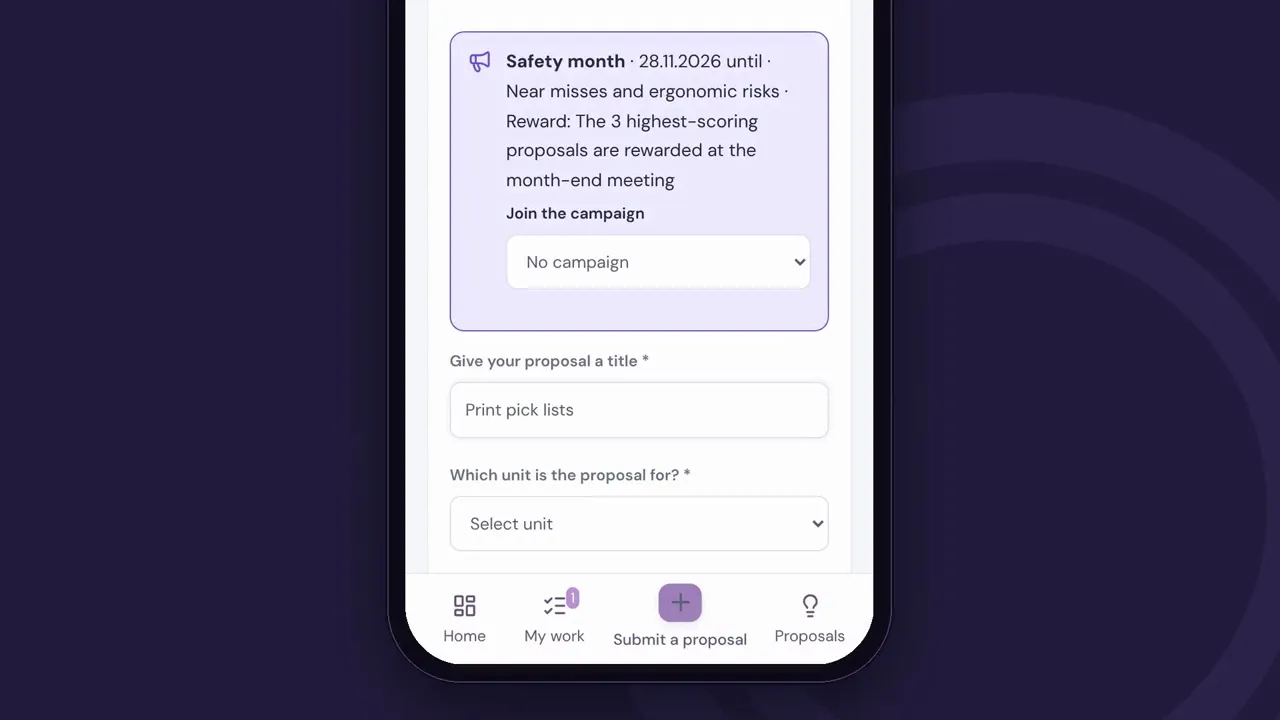 Safety month · 28.11.2026 until ·
Near misses and ergonomic risks ·
Reward: The 3 highest-scoring
proposals are rewarded at the
month-end meeting
Join the campaign
No campaign
Give your proposal a title *
Print pick lists
Which unit is the proposal for? *
Select unit
1
Home
My work
Submit a proposal
Proposals